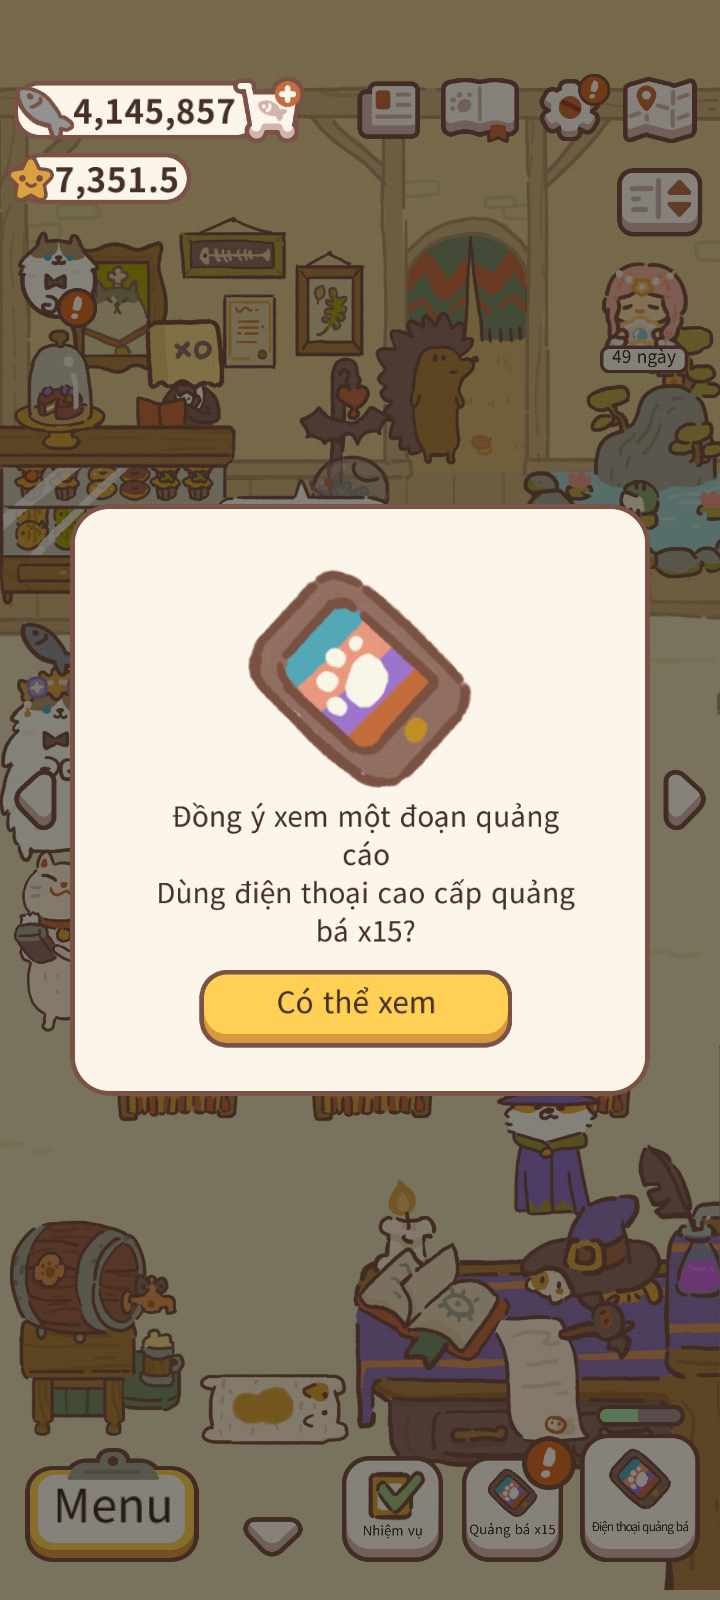 4,145,857
7,351.5
XO
49 ngày
Đồng ý xem một đoạn quảng
cáo
Dùng điện thoại cao cấp quảng
bá x15?
Có thể xem
Menu
Nhiệm vụ
Quảng bá x15
Điện thoại quảng bá